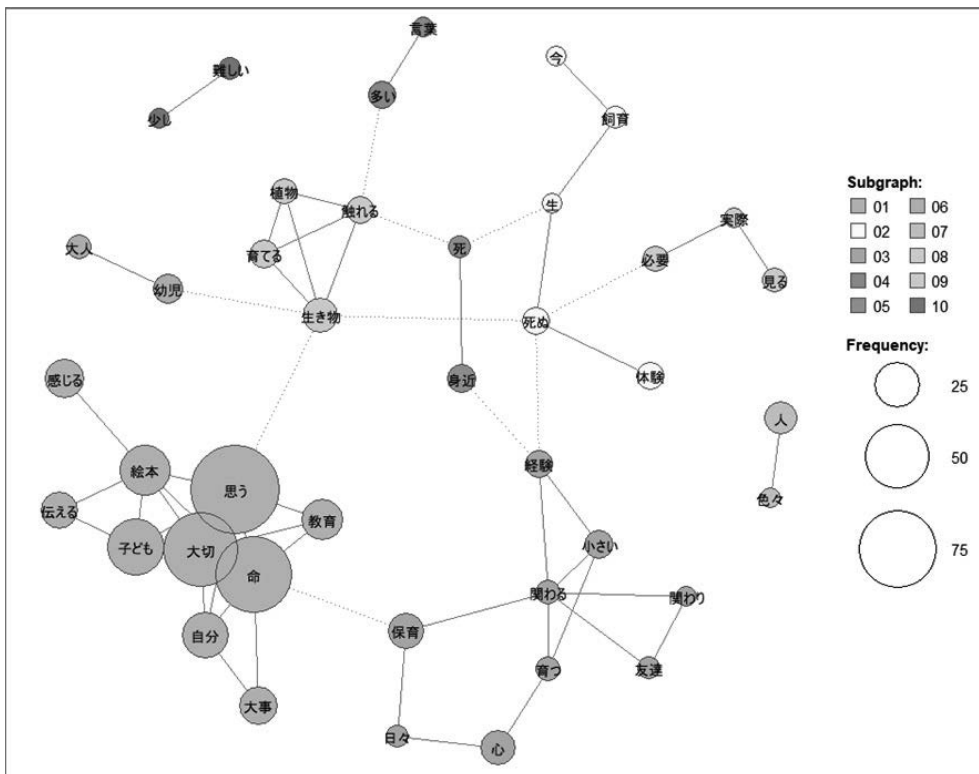 言葉
今
難しい
多い
少し
飼育
植物
触れる
生
実際
大人
育てる
死
必要
見る
幼児
生き物
死ぬ
身近
体験
感じる
人
絵本
思う
経験
色々
伝える
子ども
大切
教育
命
小さい
関わる
関わり
自分
保育
育つ
友達
大事
日々
心
Subgraph:
01 06
02 07
03 08
04 09
05 10
Frequency:
25
50
75